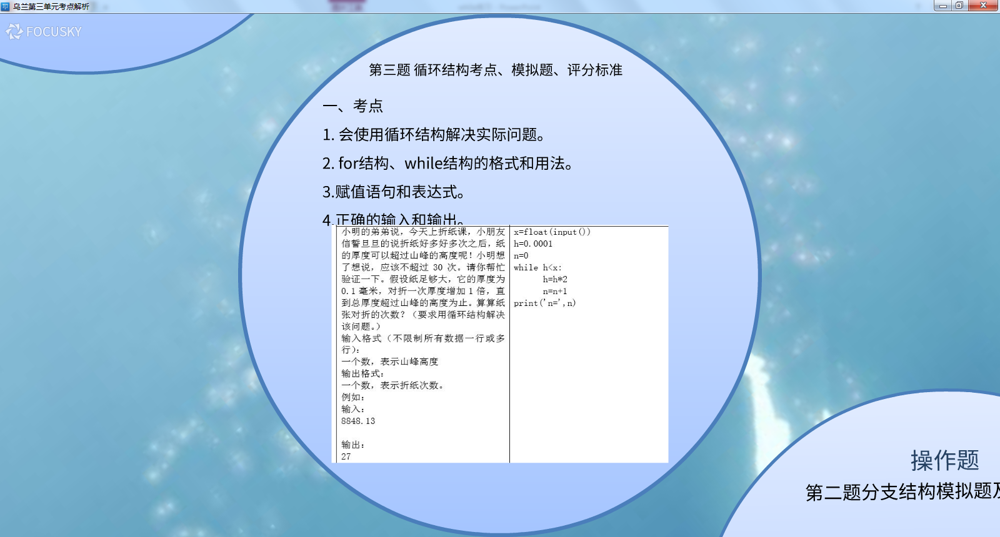 乌兰第三单元考点解析
FOCUSKY
第三题 循环结构考点、模拟题、评分标准
一、考点
1. 会使用循环结构解决实际问题。
2. for结构、while结构的格式和用法。
3.赋值语句和表达式。
4.正确的输入和输出。
小明的弟弟说，今天上折纸课，小朋友
信誓旦旦的说折纸好多好多次之后，纸
的厚度可以超过山峰的高度呢！小明想
了想说，应该不超过 30 次。请你帮忙
验证一下。假设纸足够大，它的厚度为
0.1 毫米，对折一次厚度增加 1 倍，直
到总厚度超过山峰的高度为止。算算纸
张对折的次数？（要求用循环结构解决
该问题。）
输入格式（不限制所有数据一行或多
行）：
一个数，表示山峰高度
输出格式：
一个数，表示折纸次数。
例如：
输入：
8848.13
输出：
27
x=float(input())
h=0.0001
n=0
while h<x:
h=h*2
n=n+1
print('n=',n)
操作题
第二题分支结构模拟题及